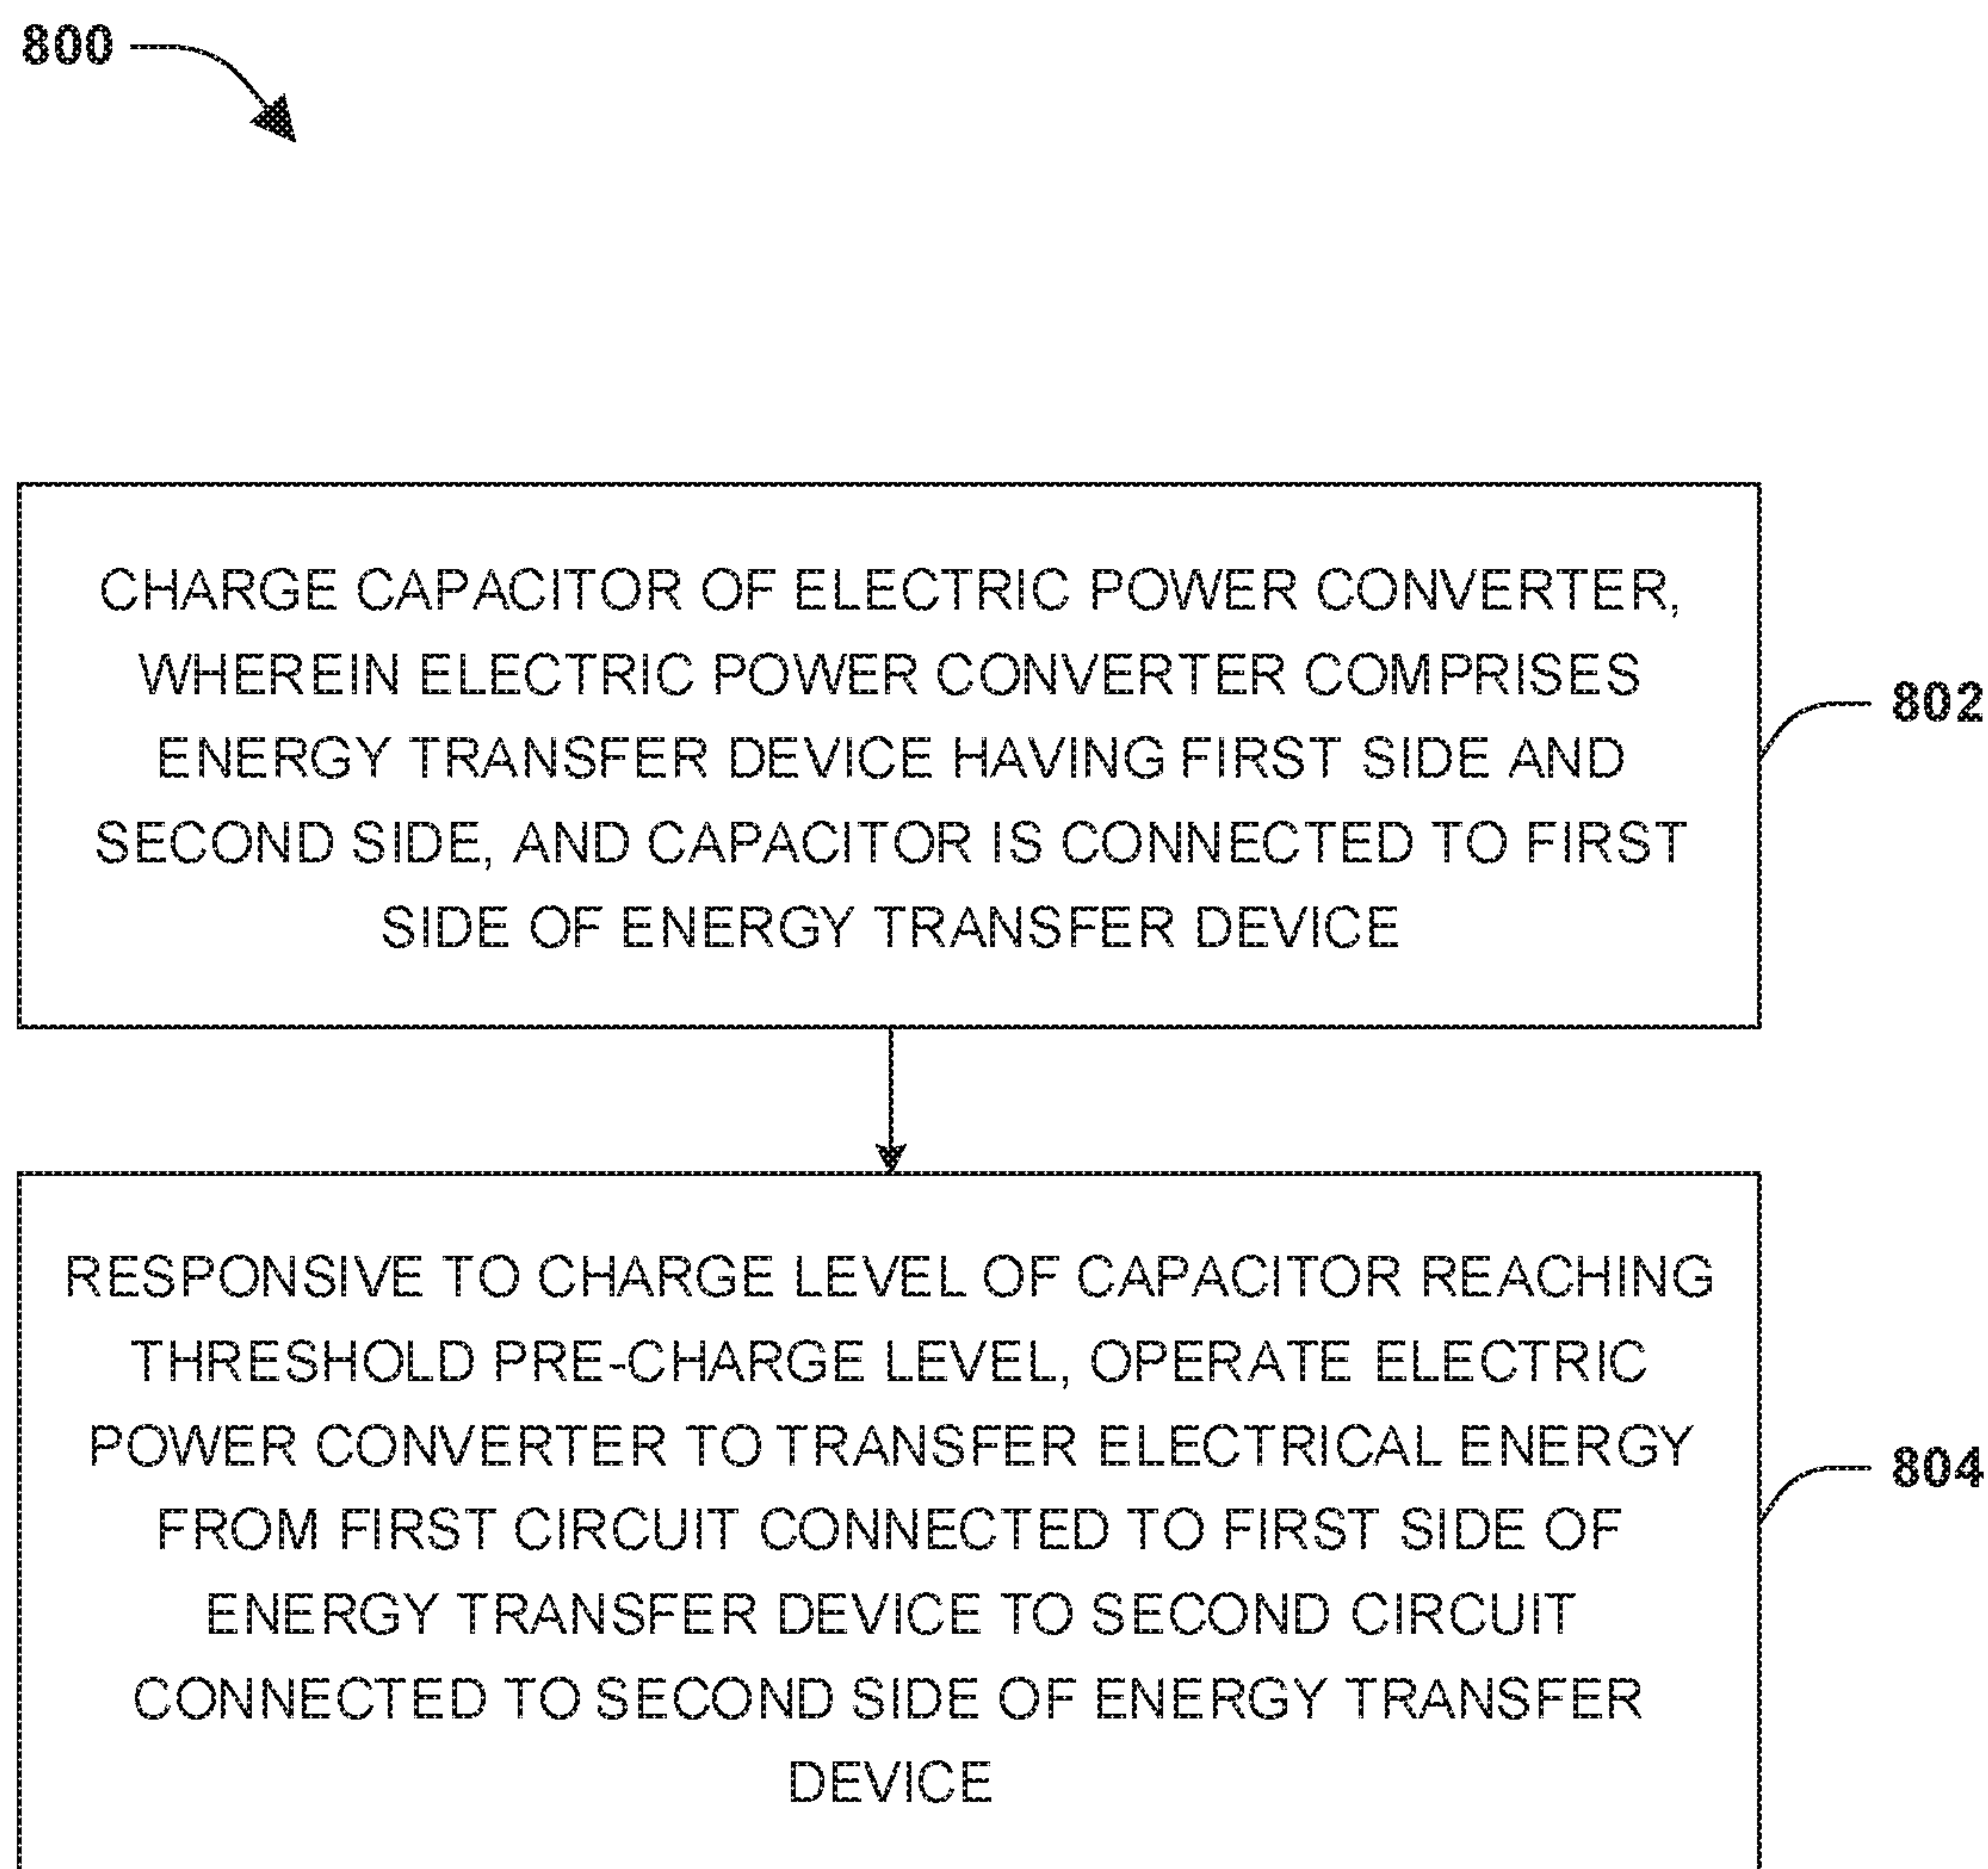 800
CHARGE CAPACITOR OF ELECTRIC POWER CONVERTER,
WHEREIN ELECTRIC POWER CONVERTER COMPRISES
ENERGY TRANSFER DEVICE HAVING FIRST SIDE AND
SECOND SIDE, AND CAPACITOR IS CONNECTED TO FIRST
SIDE OF ENERGY TRANSFER DEVICE
802
RESPONSIVE TO CHARGE LEVEL OF CAPACITOR REACHING
THRESHOLD PRE-CHARGE LEVEL, OPERATE ELECTRIC
POWER CONVERTER TO TRANSFER ELECTRICAL ENERGY
FROM FIRST CIRCUIT CONNECTED TO FIRST SIDE OF
ENERGY TRANSFER DEVICE TO SECOND CIRCUIT
CONNECTED TO SECOND SIDE OF ENERGY TRANSFER
DEVICE
804